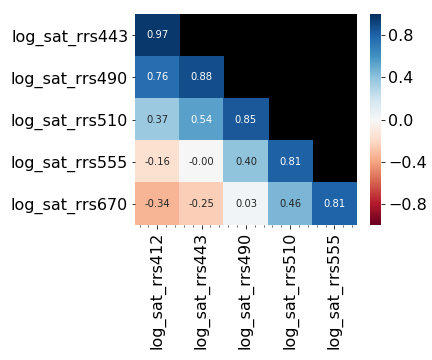 log_sat_rrs443 0.97
log_sat_rrs490 0.76 0.88
log_sat_rrs510 0.37 0.54 0.85
log_sat_rrs555 -0.16 -0.00 0.40 0.81
log_sat_rrs670 -0.34 -0.25 0.03 0.46 0.81
log_sat_rrs412
log_sat_rrs443
log_sat_rrs490
log_sat_rrs510
log_sat_rrs555
0.8
0.4
0.0
−0.4
−0.8